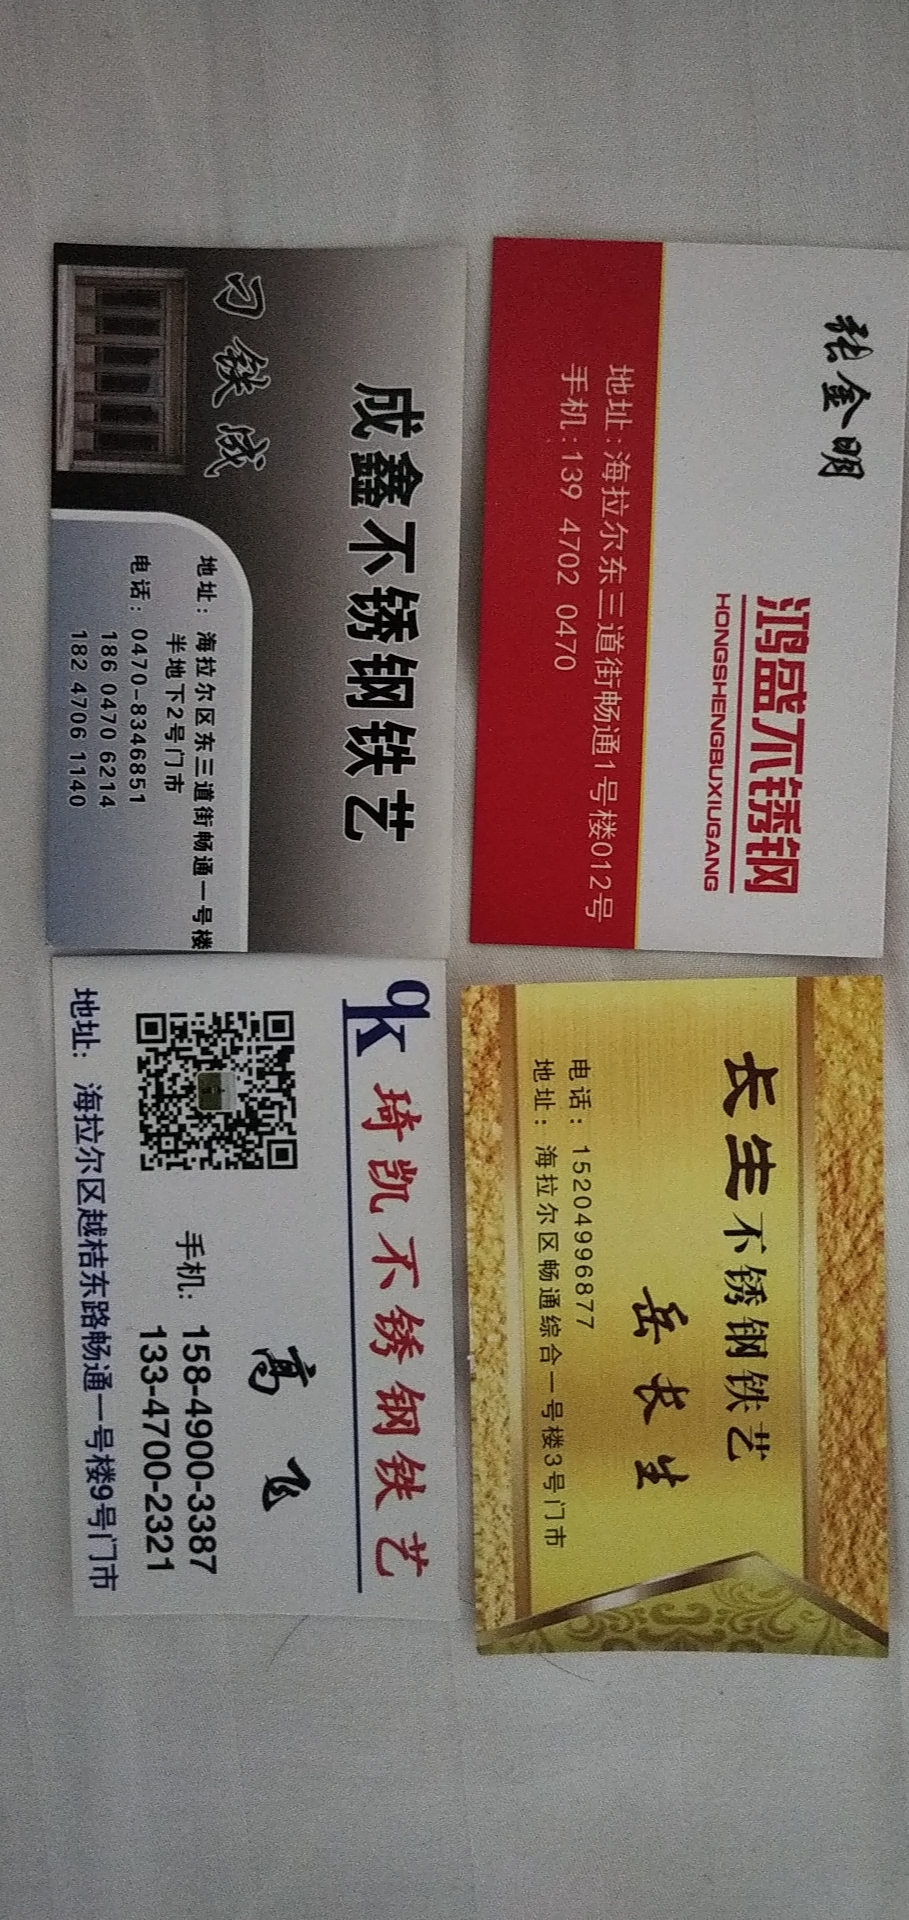 张金明
鸿盛不锈钢
HONGSHENGBUXIUGANG
地址:海拉尔东三道街畅通1号楼012号
手机:139 4702 0470
成鑫不锈钢铁艺
刁铁成
地址：海拉尔区东三道街畅通一号楼
半地下2号门市
电话：0470-8346851
186 0470 6214
182 4706 1140
长生不锈钢铁艺
岳长生
电话：15204996877
地址：海拉尔区畅通综合一号楼3号门市
qk 琦凯不锈钢铁艺
高飞
手机：158-4900-3387
133-4700-2321
地址：海拉尔区越桔东路畅通一号楼9号门市